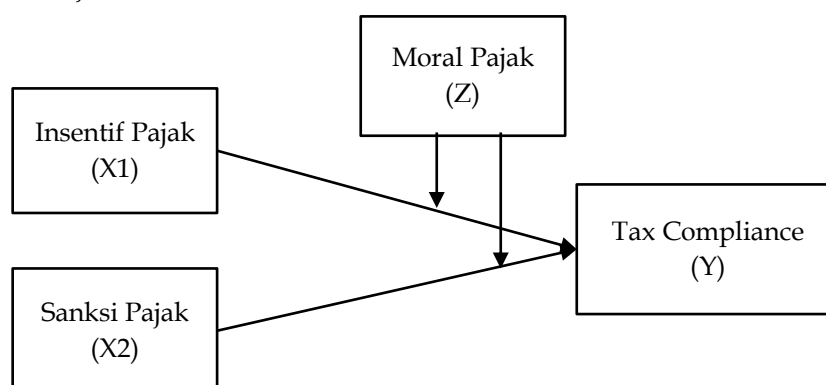 Moral Pajak
(Z)
Insentif Pajak
(X1)
Tax Compliance
(Y)
Sanksi Pajak
(X2)